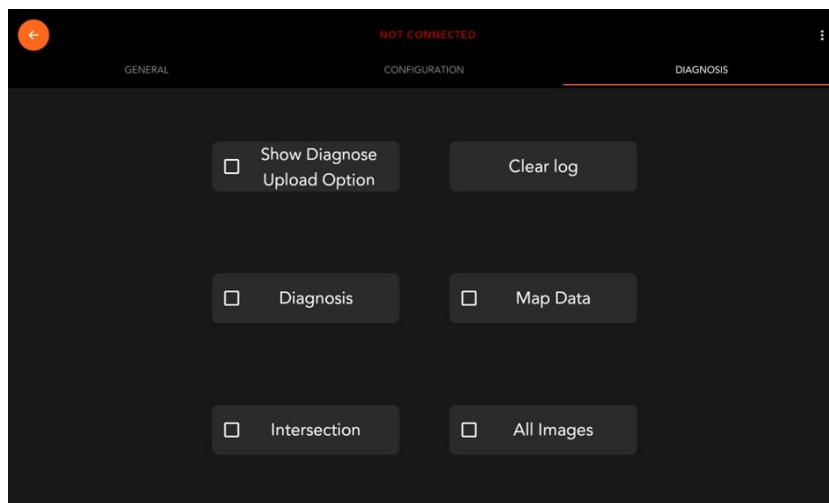 NOT CONNECTED
GENERAL
CONFIGURATION
DIAGNOSIS
Show Diagnose
Upload Option
Clear log
Diagnosis
Map Data
Intersection
All Images